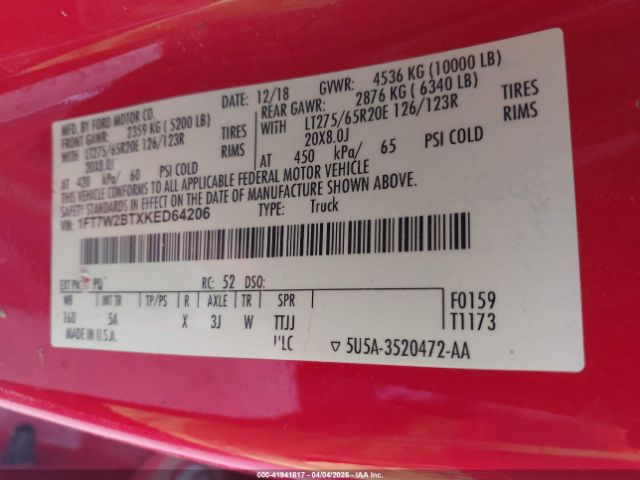 MFD. BY FORD MOTOR CO.
DATE: 12/18 GVWR: 4536 KG (10000 LB)
FRONT GAWR: 2359 KG ( 5200 LB) REAR GAWR: 2876 KG ( 6340 LB)
WITH LT275/65R20E 126/123R TIRES WITH LT275/65R20E 126/123R TIRES
20X8.0J RIMS 20X8.0J RIMS
AT 420 kPa/ 60 PSI COLD AT 450 kPa/ 65 PSI COLD
THIS VEHICLE CONFORMS TO ALL APPLICABLE FEDERAL MOTOR VEHICLE
SAFETY STANDARDS IN EFFECT ON THE DATE OF MANUFACTURE SHOWN ABOVE.
VIN: 1FT7W2BTXKED64206 TYPE: Truck
EXT PQ RC: 52 DSO:
WB INT TR TP/PS R AXLE TR SPR F0159
160 5A X 3J W TTJJ T1173
MADE IN U.S.A. 5U5A-3520472-AA
000-41941817 - 04/04/2025 - IAA Inc.